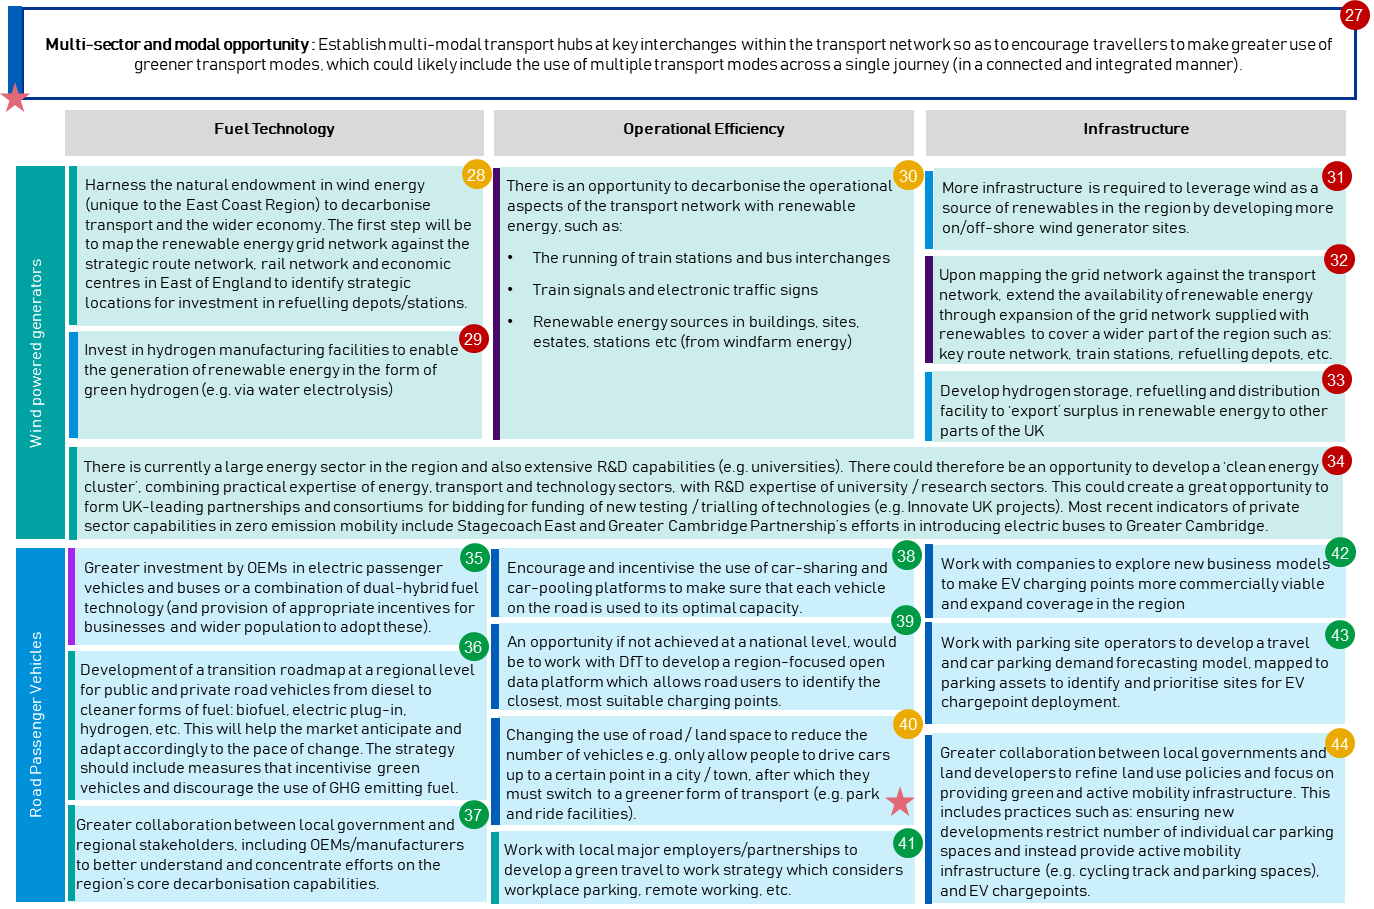 27
Multi-sector and modal opportunity: Establish multi-modal transport hubs at key interchanges within the transport network so as to encourage travellers to make greater use of
greener transport modes, which could likely include the use of multiple transport modes across a single journey (in a connected and integrated manner).
Fuel Technology
Operational Efficiency
Infrastructure
Wind powered generators
28
Harness the natural endowment in wind energy
(unique to the East Coast Region) to decarbonise
transport and the wider economy. The first step will be
to map the renewable energy grid network against the
strategic route network, rail network and economic
centres in East of England to identify strategic
locations for investment in refuelling depots/stations.
29
Invest in hydrogen manufacturing facilities to enable
the generation of renewable energy in the form of
green hydrogen (e.g. via water electrolysis)
30
There is an opportunity to decarbonise the operational
aspects of the transport network with renewable
energy, such as:
• The running of train stations and bus interchanges
• Train signals and electronic traffic signs
• Renewable energy sources in buildings, sites,
estates, stations etc (from windfarm energy)
31
More infrastructure is required to leverage wind as a
source of renewables in the region by developing more
on/off-shore wind generator sites.
32
Upon mapping the grid network against the transport
network, extend the availability of renewable energy
through expansion of the grid network supplied with
renewables to cover a wider part of the region such as:
key route network, train stations, refuelling depots, etc.
33
Develop hydrogen storage, refuelling and distribution
facility to 'export' surplus in renewable energy to other
parts of the UK
34
There is currently a large energy sector in the region and also extensive R&D capabilities (e.g. universities). There could therefore be an opportunity to develop a 'clean energy
cluster', combining practical expertise of energy, transport and technology sectors, with R&D expertise of university / research sectors. This could create a great opportunity to
form UK-leading partnerships and consortiums for bidding for funding of new testing / trialling of technologies (e.g. Innovate UK projects). Most recent indicators of private
sector capabilities in zero emission mobility include Stagecoach East and Greater Cambridge Partnership's efforts in introducing electric buses to Greater Cambridge.
Road Passenger Vehicles
35
Greater investment by OEMs in electric passenger
vehicles and buses or a combination of dual-hybrid fuel
technology (and provision of appropriate incentives for
businesses and wider population to adopt these).
36
Development of a transition roadmap at a regional level
for public and private road vehicles from diesel to
cleaner forms of fuel: biofuel, electric plug-in,
hydrogen, etc. This will help the market anticipate and
adapt accordingly to the pace of change. The strategy
should include measures that incentivise green
vehicles and discourage the use of GHG emitting fuel.
37
Greater collaboration between local government and
regional stakeholders, including OEMs/manufacturers
to better understand and concentrate efforts on the
region's core decarbonisation capabilities.
38
Encourage and incentivise the use of car-sharing and
car-pooling platforms to make sure that each vehicle
on the road is used to its optimal capacity.
39
An opportunity if not achieved at a national level, would
be to work with DfT to develop a region-focused open
data platform which allows road users to identify the
closest, most suitable charging points.
40
Changing the use of road / land space to reduce the
number of vehicles e.g. only allow people to drive cars
up to a certain point in a city / town, after which they
must switch to a greener form of transport (e.g. park
and ride facilities).
41
Work with local major employers/partnerships to
develop a green travel to work strategy which considers
workplace parking, remote working, etc.
42
Work with companies to explore new business models
to make EV charging points more commercially viable
and expand coverage in the region
43
Work with parking site operators to develop a travel
and car parking demand forecasting model, mapped to
parking assets to identify and prioritise sites for EV
chargepoint deployment.
44
Greater collaboration between local governments and
land developers to refine land use policies and focus on
providing green and active mobility infrastructure. This
includes practices such as: ensuring new
developments restrict number of individual car parking
spaces and instead provide active mobility
infrastructure (e.g. cycling track and parking spaces),
and EV chargepoints.